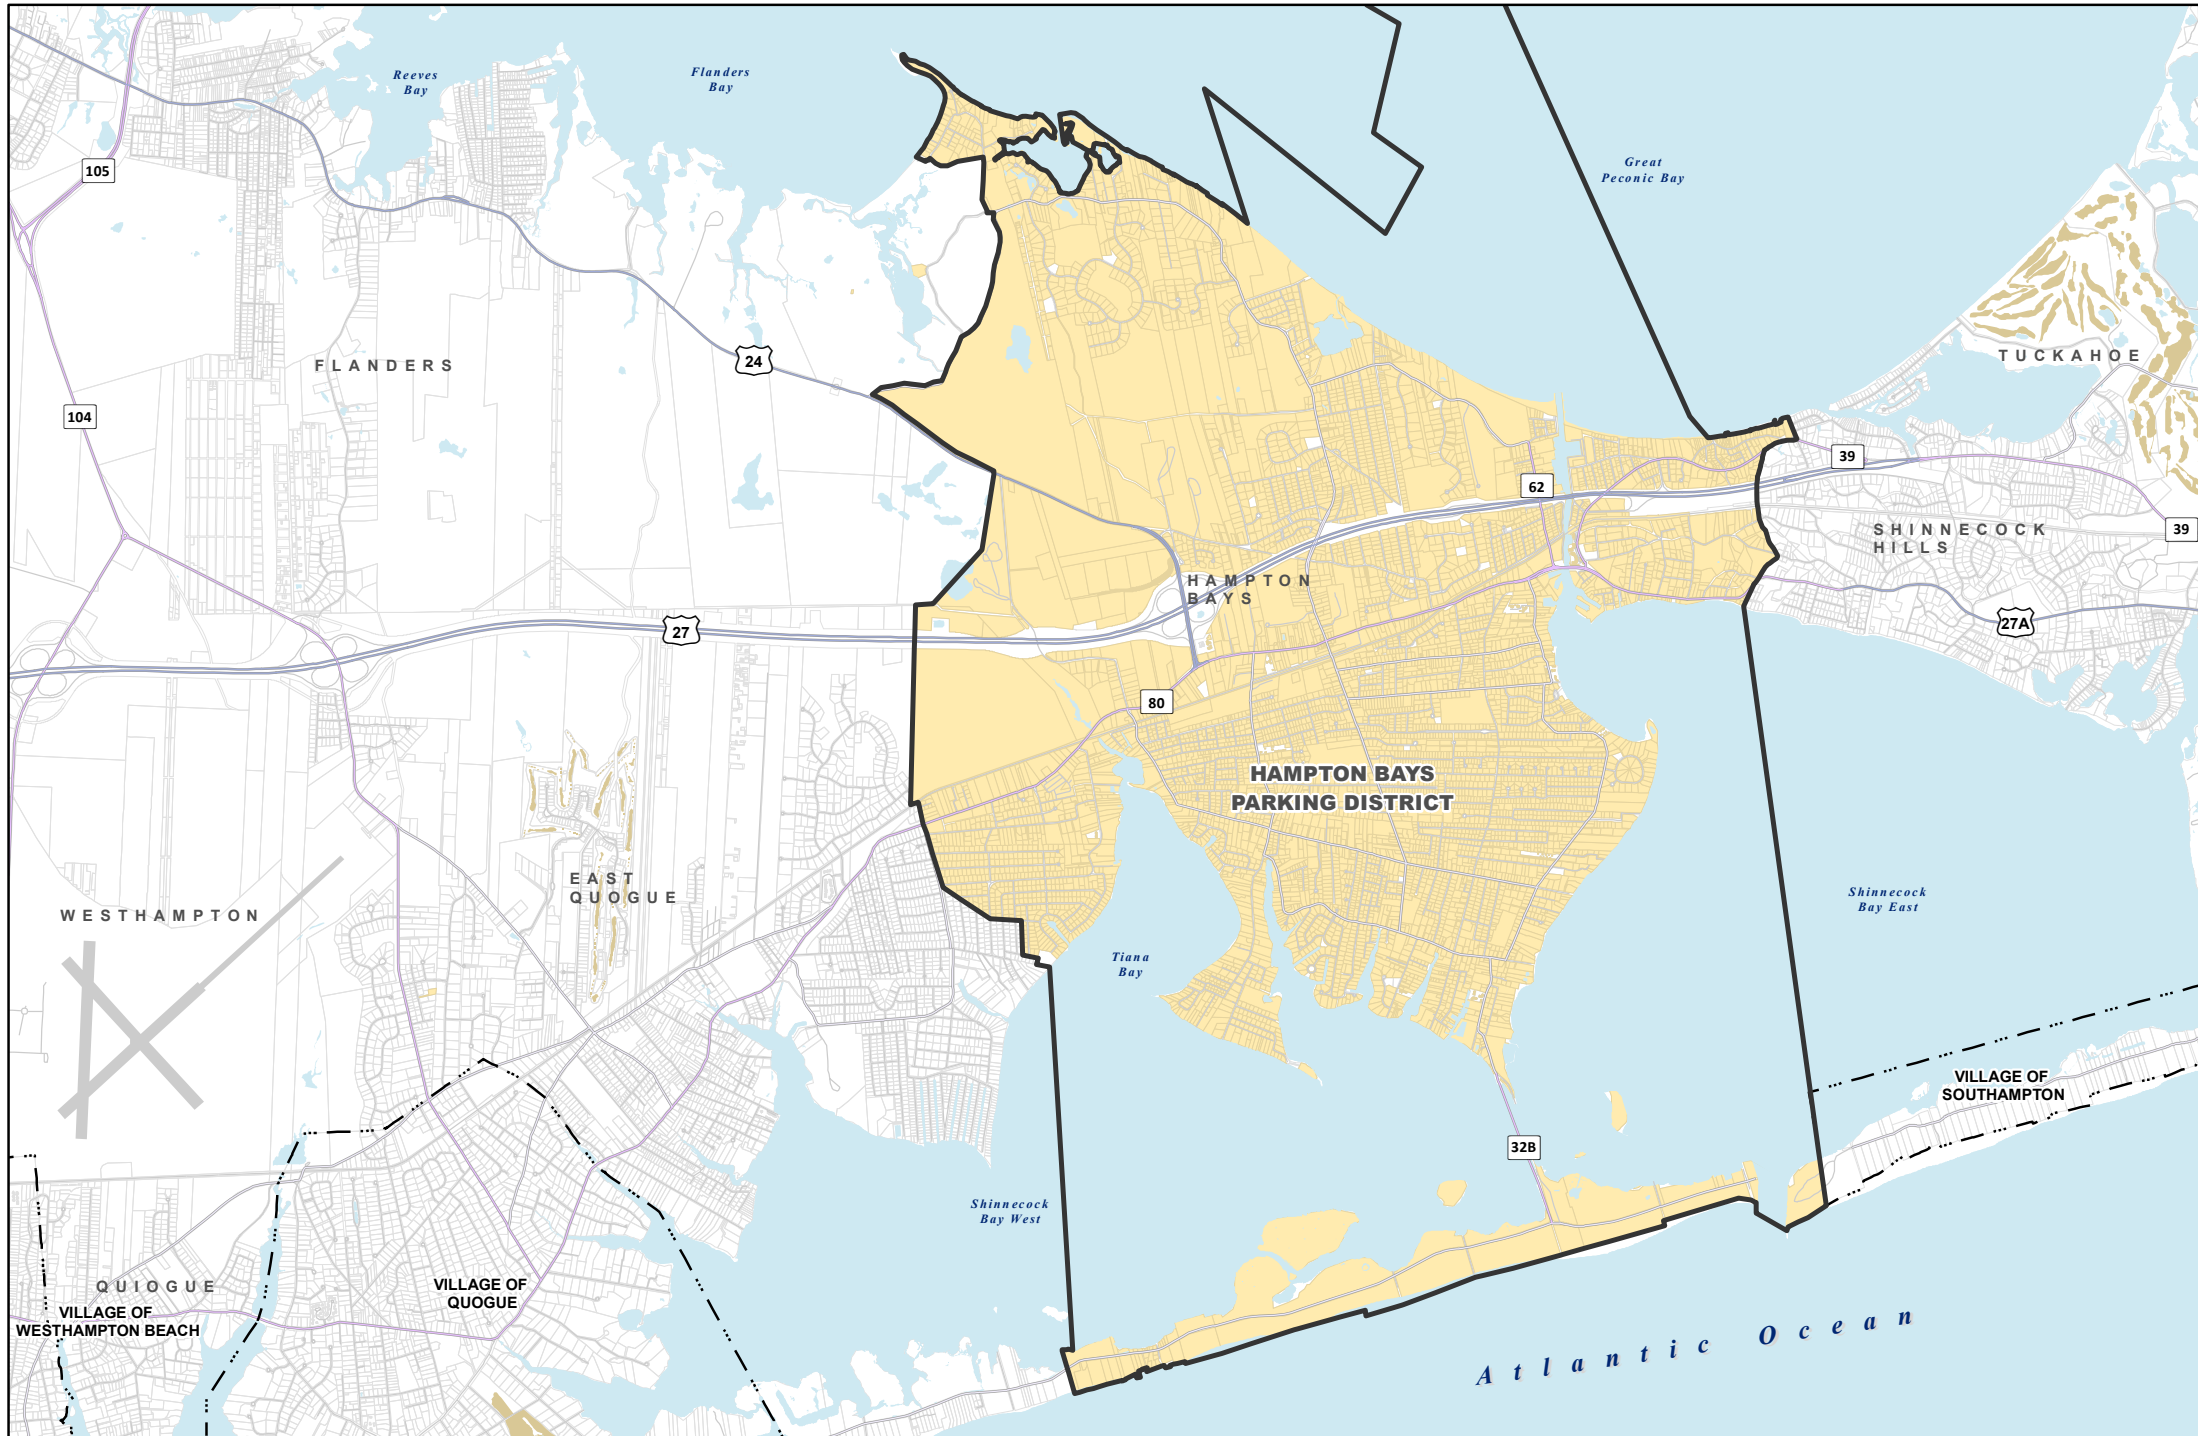 Reeves
Bay
Flanders
Bay
Great
Peconic Bay
105
FLANDERS
24
TUCKAHOE
104
39
62
SHINNECOCK
HILLS
39
HAMPTON
BAYS
27
27A
80
HAMPTON BAYS
PARKING DISTRICT
EAST
QUOGUE
WESTHAMPTON
Shinnecock
Bay East
Tiana
Bay
VILLAGE OF
SOUTHAMPTON
32B
Shinnecock
Bay West
QUIOGUE
VILLAGE OF
QUOGUE
VILLAGE OF
WESTHAMPTON BEACH
Atlantic Ocean